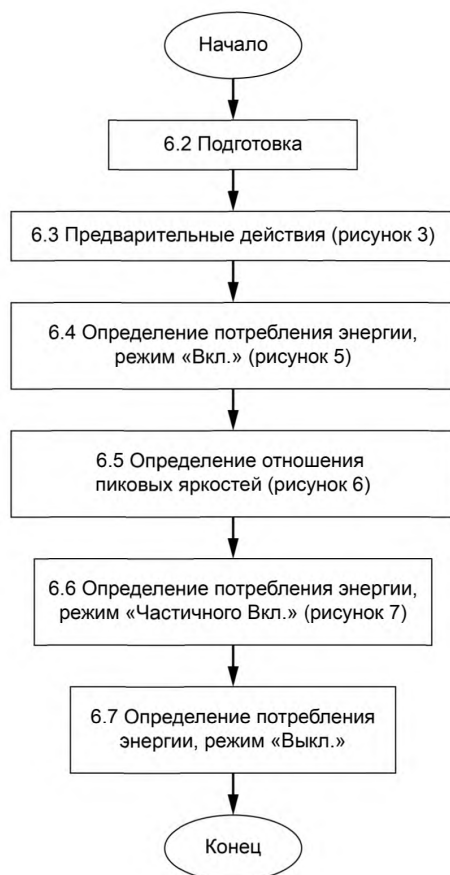 Начало
6.2 Подготовка
6.3 Предварительные действия (рисунок 3)
6.4 Определение потребления энергии,
режим «Вкл.» (рисунок 5)
6.5 Определение отношения
пиковых яркостей (рисунок 6)
6.6 Определение потребления энергии,
режим «Частичного Вкл.» (рисунок 7)
6.7 Определение потребления
энергии, режим «Выкл.»
Конец